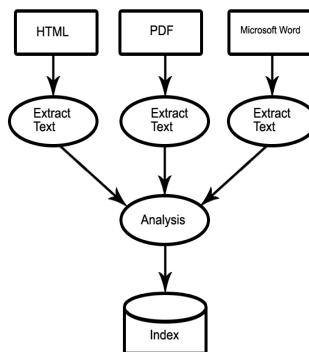 HTML
PDF
Microsoft Word
Extract
Text
Extract
Text
Extract
Text
Analysis
Index